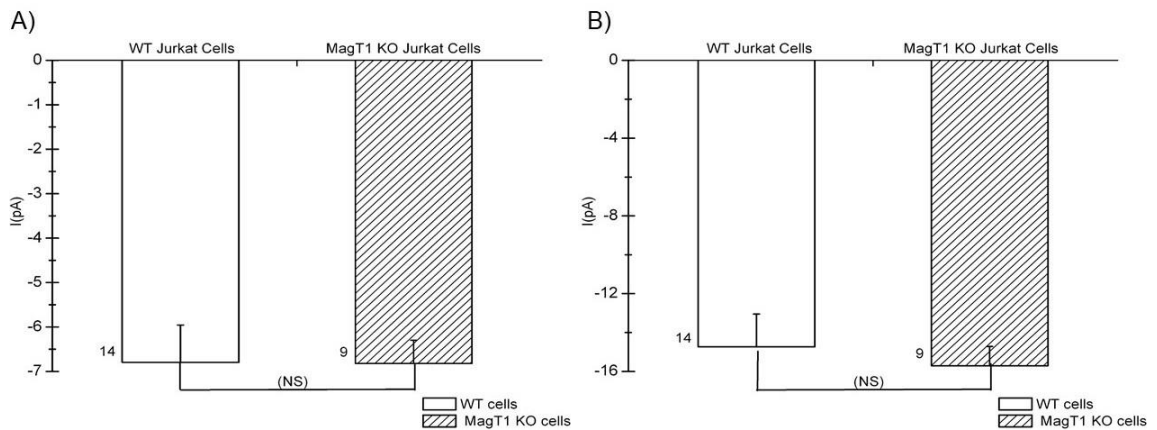 A)
WT Jurkat Cells
MagT1 KO Jurkat Cells
0
-1
-2
-3
-4
-5
-6
-7
I(pA)
14
9
(NS)
WT cells
MagT1 KO cells
B)
WT Jurkat Cells
MagT1 KO Jurkat Cells
0
-4
-8
-12
-16
I(pA)
14
9
(NS)
WT cells
MagT1 KO cells